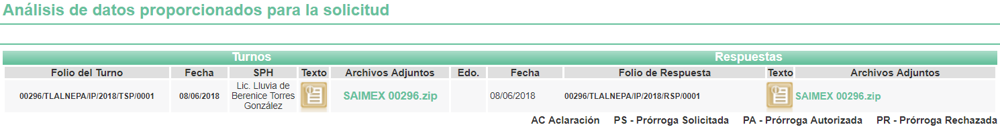 Análisis de datos proporcionados para la solicitud
Turnos Respuestas
Folio del Turno Fecha SPH Texto Archivos Adjuntos Edo. Fecha Folio de Respuesta Texto Archivos Adjuntos
00296/TLALNEPA/IP/2018/TSP/0001 08/06/2018 Lic. Lluvia de Berenice Torres González SAIMEX 00296.zip 08/06/2018 00296/TLALNEPA/IP/2018/RSP/0001 SAIMEX 00296.zip
AC Aclaración PS - Prórroga Solicitada PA - Prórroga Autorizada PR - Prórroga Rechazada